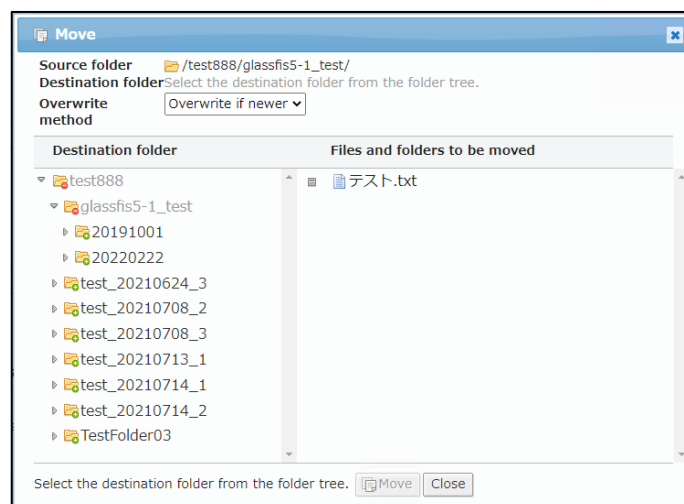 Move
Source folder /test888/glassfis5-1_test/
Destination folder Select the destination folder from the folder tree.
Overwrite method Overwrite if newer
Destination folder Files and folders to be moved
test888 テスト.txt
glassfis5-1_test
20191001
20220222
test_20210624_3
test_20210708_2
test_20210708_3
test_20210713_1
test_20210714_1
test_20210714_2
TestFolder03
Select the destination folder from the folder tree. Move Close